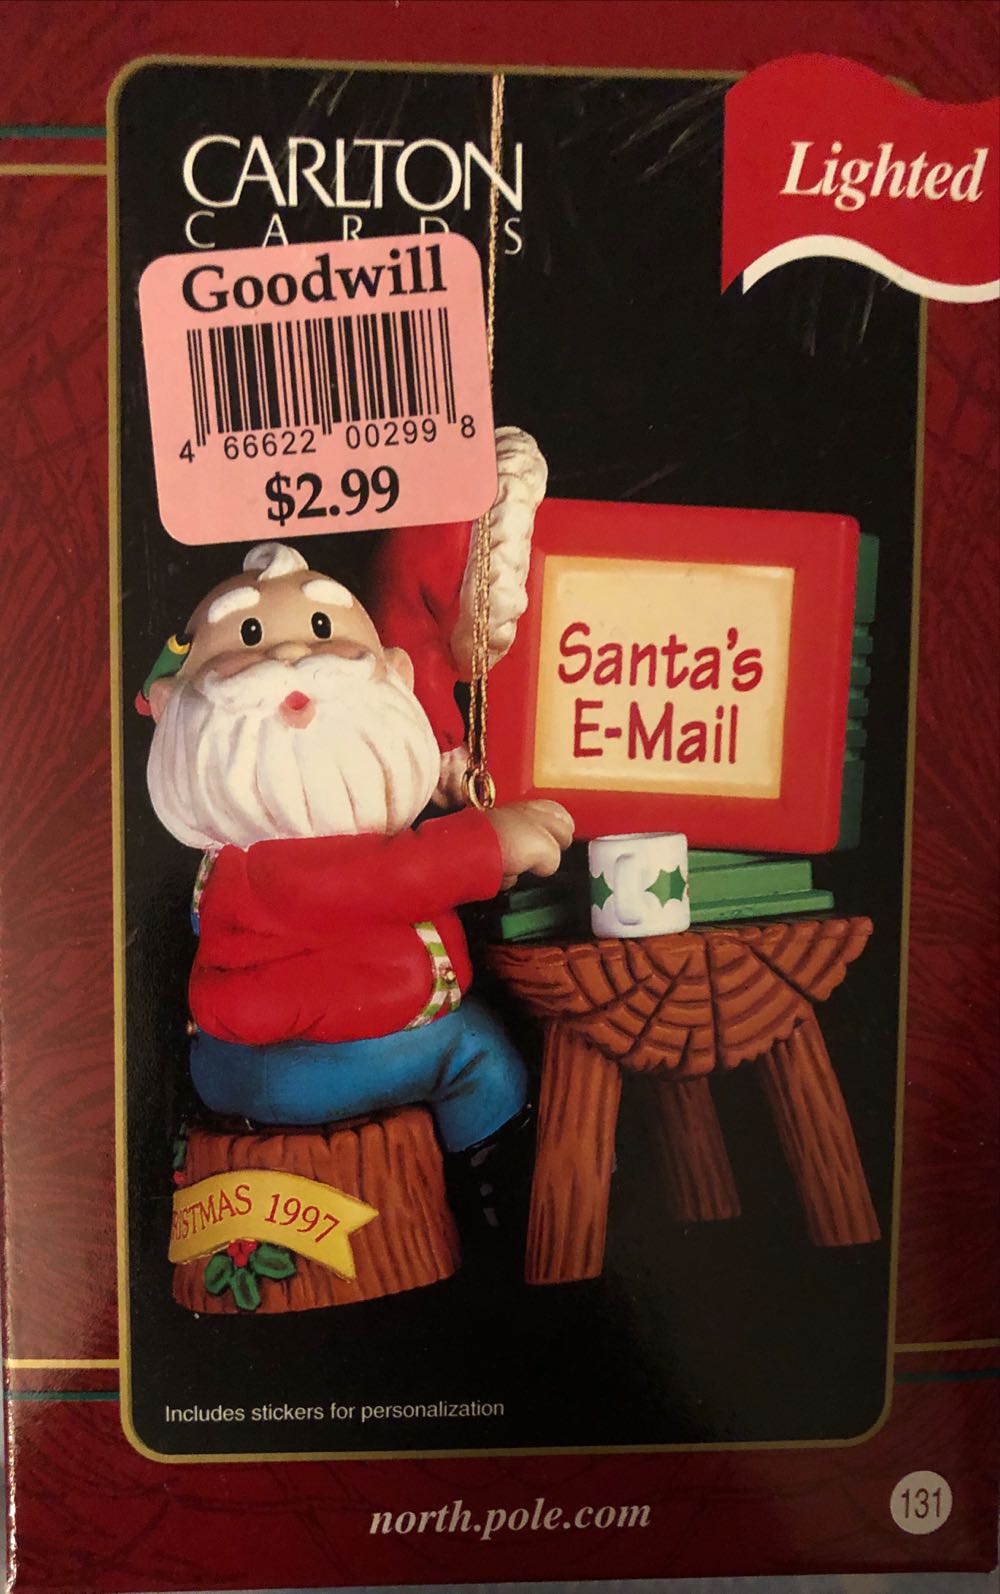 CARLTON
CARDS
Lighted
Goodwill
4 66622 00299 8
$2.99
Santa's
E-Mail
RISTMAS 1997
Includes stickers for personalization
north.pole.com
131